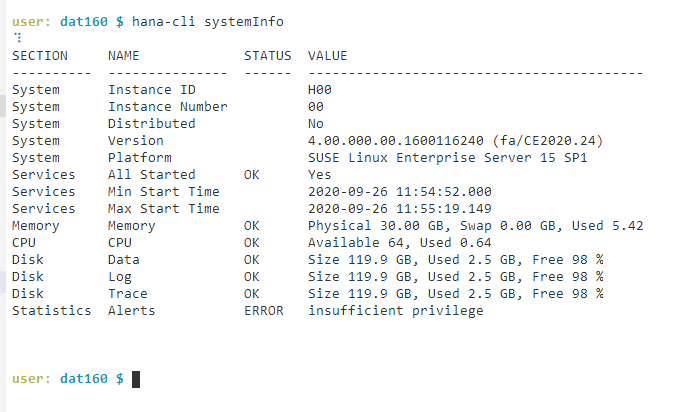 user: dat160 $ hana-cli systemInfo
SECTION     NAME             STATUS  VALUE
----------  ---------------  ------  ------------------------------------------
System      Instance ID              H00
System      Instance Number          00
System      Distributed              No
System      Version                  4.00.000.00.1600116240 (fa/CE2020.24)
System      Platform                 SUSE Linux Enterprise Server 15 SP1
Services    All Started      OK      Yes
Services    Min Start Time           2020-09-26 11:54:52.000
Services    Max Start Time           2020-09-26 11:55:19.149
Memory      Memory           OK      Physical 30.00 GB, Swap 0.00 GB, Used 5.42
CPU         CPU              OK      Available 64, Used 0.64
Disk        Data             OK      Size 119.9 GB, Used 2.5 GB, Free 98 %
Disk        Log              OK      Size 119.9 GB, Used 2.5 GB, Free 98 %
Disk        Trace            OK      Size 119.9 GB, Used 2.5 GB, Free 98 %
Statistics  Alerts           ERROR   insufficient privilege
user: dat160 $